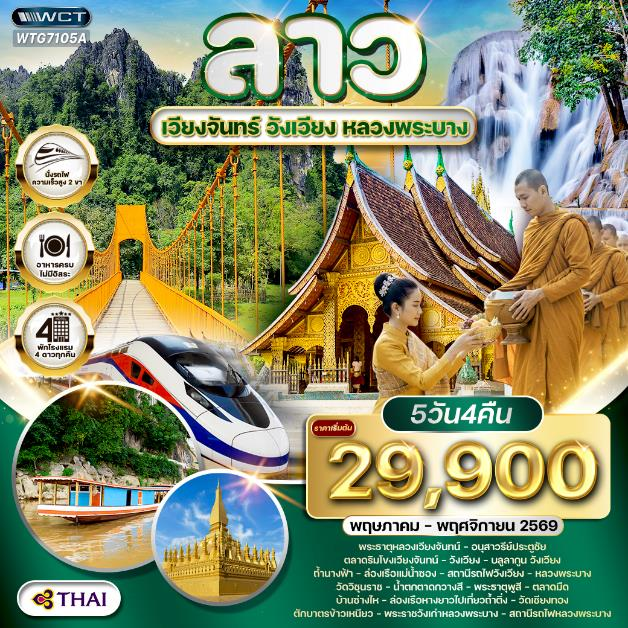 WCT
WTG7105A
ลาว
เวียงจันทร์ วังเวียง หลวงพระบาง
นั่งรถไฟ
ความเร็วสูง 2 ขา
อาหารครบ
ไม่มีอิสระ
4
พักโรงแรม
4 ดาวทุกคืน
5วัน4คืน
ราคาเริ่มต้น
29,900
พฤษภาคม - พฤศจิกายน 2569
พระธาตุหลวงเวียงจันทน์ - อนุสาวรีย์ประตูชัย
ตลาดริมโขงเวียงจันทน์ - วังเวียง - บลูลากูน วังเวียง
ถ้ำนางฟ้า - ล่องเรือแม่น้ำซอง - สถานีรถไฟวังเวียง - หลวงพระบาง
วัดวิชุนราช - น้ำตกตาดกวางสี - พระธาตุพูสี - ตลาดมืด
บ้านช่างไห - ล่องเรือหางยาวไปเที่ยวถ้ำติ่ง - วัดเชียงทอง
ตักบาตรข้าวเหนียว - พระราชวังเก่าหลวงพระบาง - สถานีรถไฟหลวงพระบาง
THAI